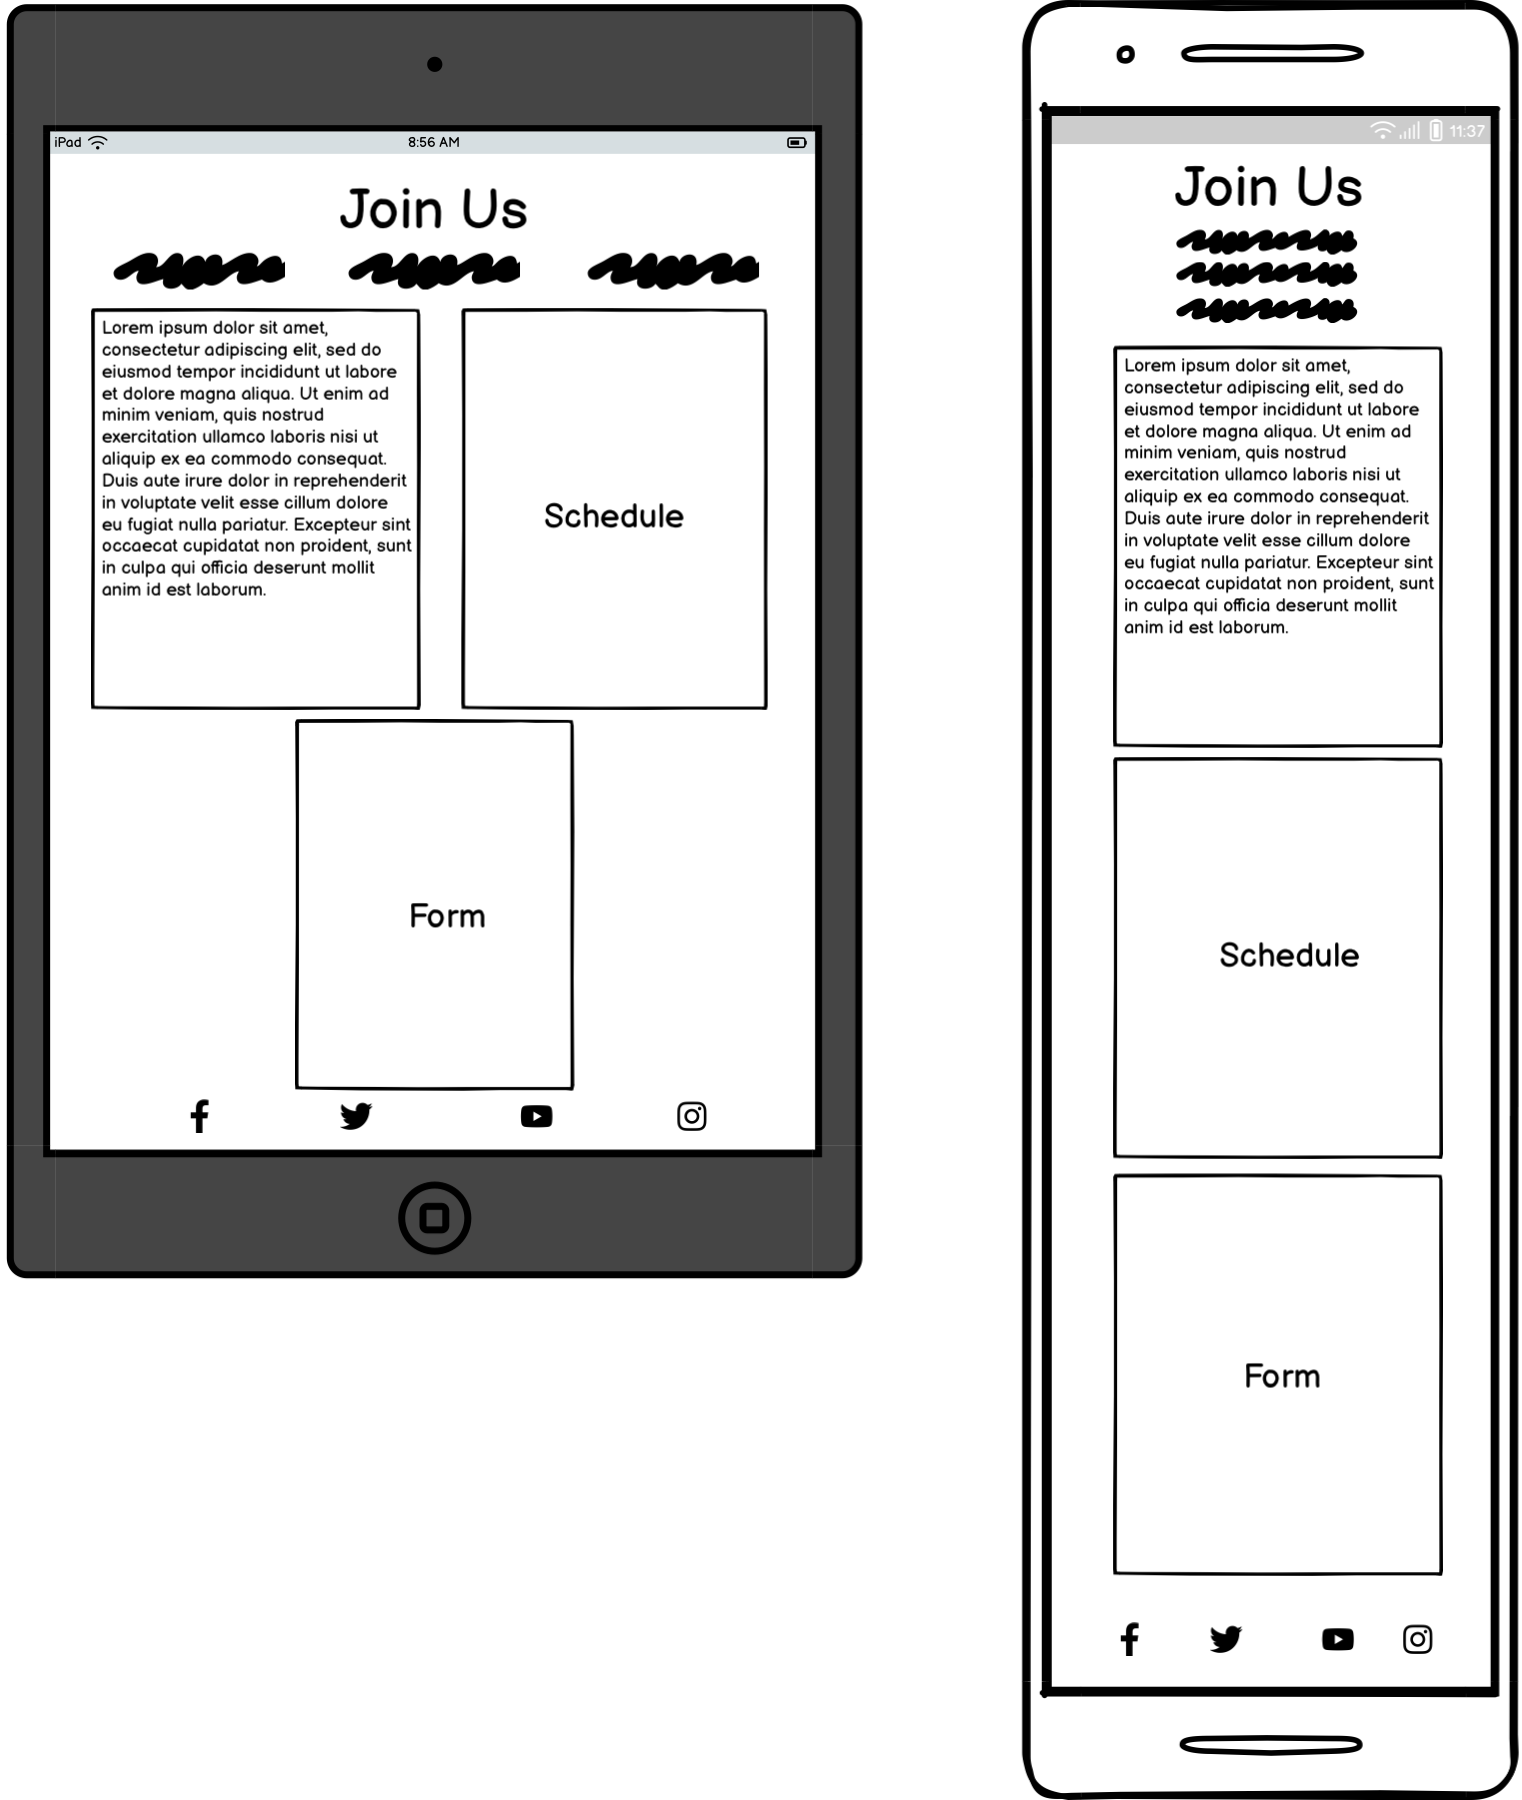 iPad
8:56 AM
Join Us
Lorem ipsum dolor sit amet,
consectetur adipiscing elit, sed do
eiusmod tempor incididunt ut labore
et dolore magna aliqua. Ut enim ad
minim veniam, quis nostrud
exercitation ullamco laboris nisi ut
aliquip ex ea commodo consequat.
Duis aute irure dolor in reprehenderit
in voluptate velit esse cillum dolore
eu fugiat nulla pariatur. Excepteur sint
occaecat cupidatat non proident, sunt
in culpa qui officia deserunt mollit
anim id est laborum.
Schedule
Form
11:37
Join Us
Lorem ipsum dolor sit amet,
consectetur adipiscing elit, sed do
eiusmod tempor incididunt ut labore
et dolore magna aliqua. Ut enim ad
minim veniam, quis nostrud
exercitation ullamco laboris nisi ut
aliquip ex ea commodo consequat.
Duis aute irure dolor in reprehenderit
in voluptate velit esse cillum dolore
eu fugiat nulla pariatur. Excepteur sint
occaecat cupidatat non proident, sunt
in culpa qui officia deserunt mollit
anim id est laborum.
Schedule
Form